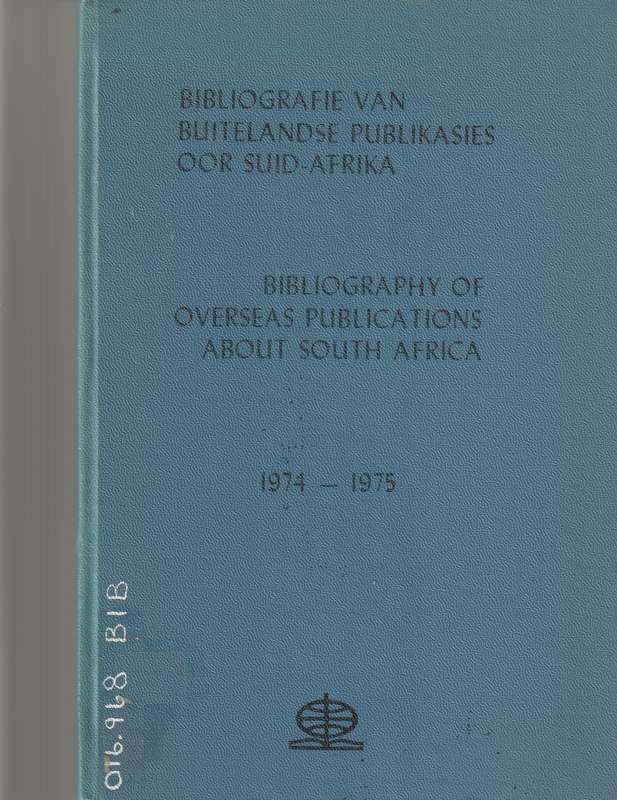 BIBLIOGRAFIE VAN
BUITELANDSE PUBLIKASIES
OOR SUID-AFRIKA
BIBLIOGRAPHY OF
OVERSEAS PUBLICATIONS
ABOUT SOUTH AFRICA
1974 — 1975
016.968 BIB